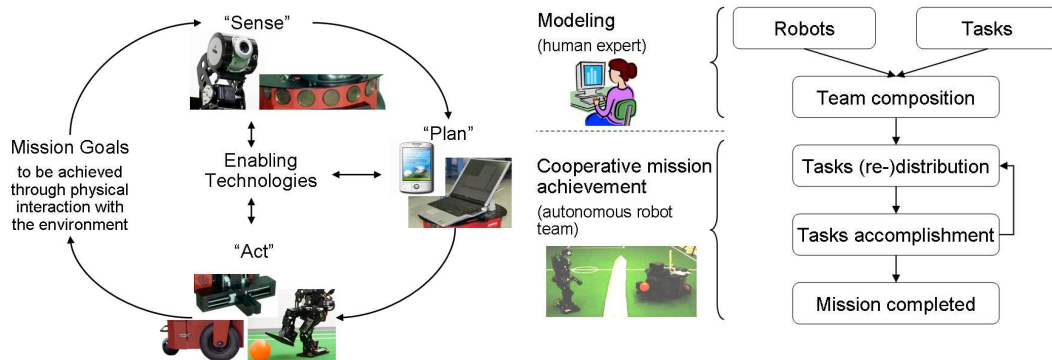 “Sense”
“Plan”
Mission Goals
to be achieved
through physical
interaction with
the environment
Enabling
Technologies
“Act”
Modeling
(human expert)
Cooperative mission
achievement
(autonomous robot
team)
Robots
Tasks
Team composition
Tasks (re-)distribution
Tasks accomplishment
Mission completed